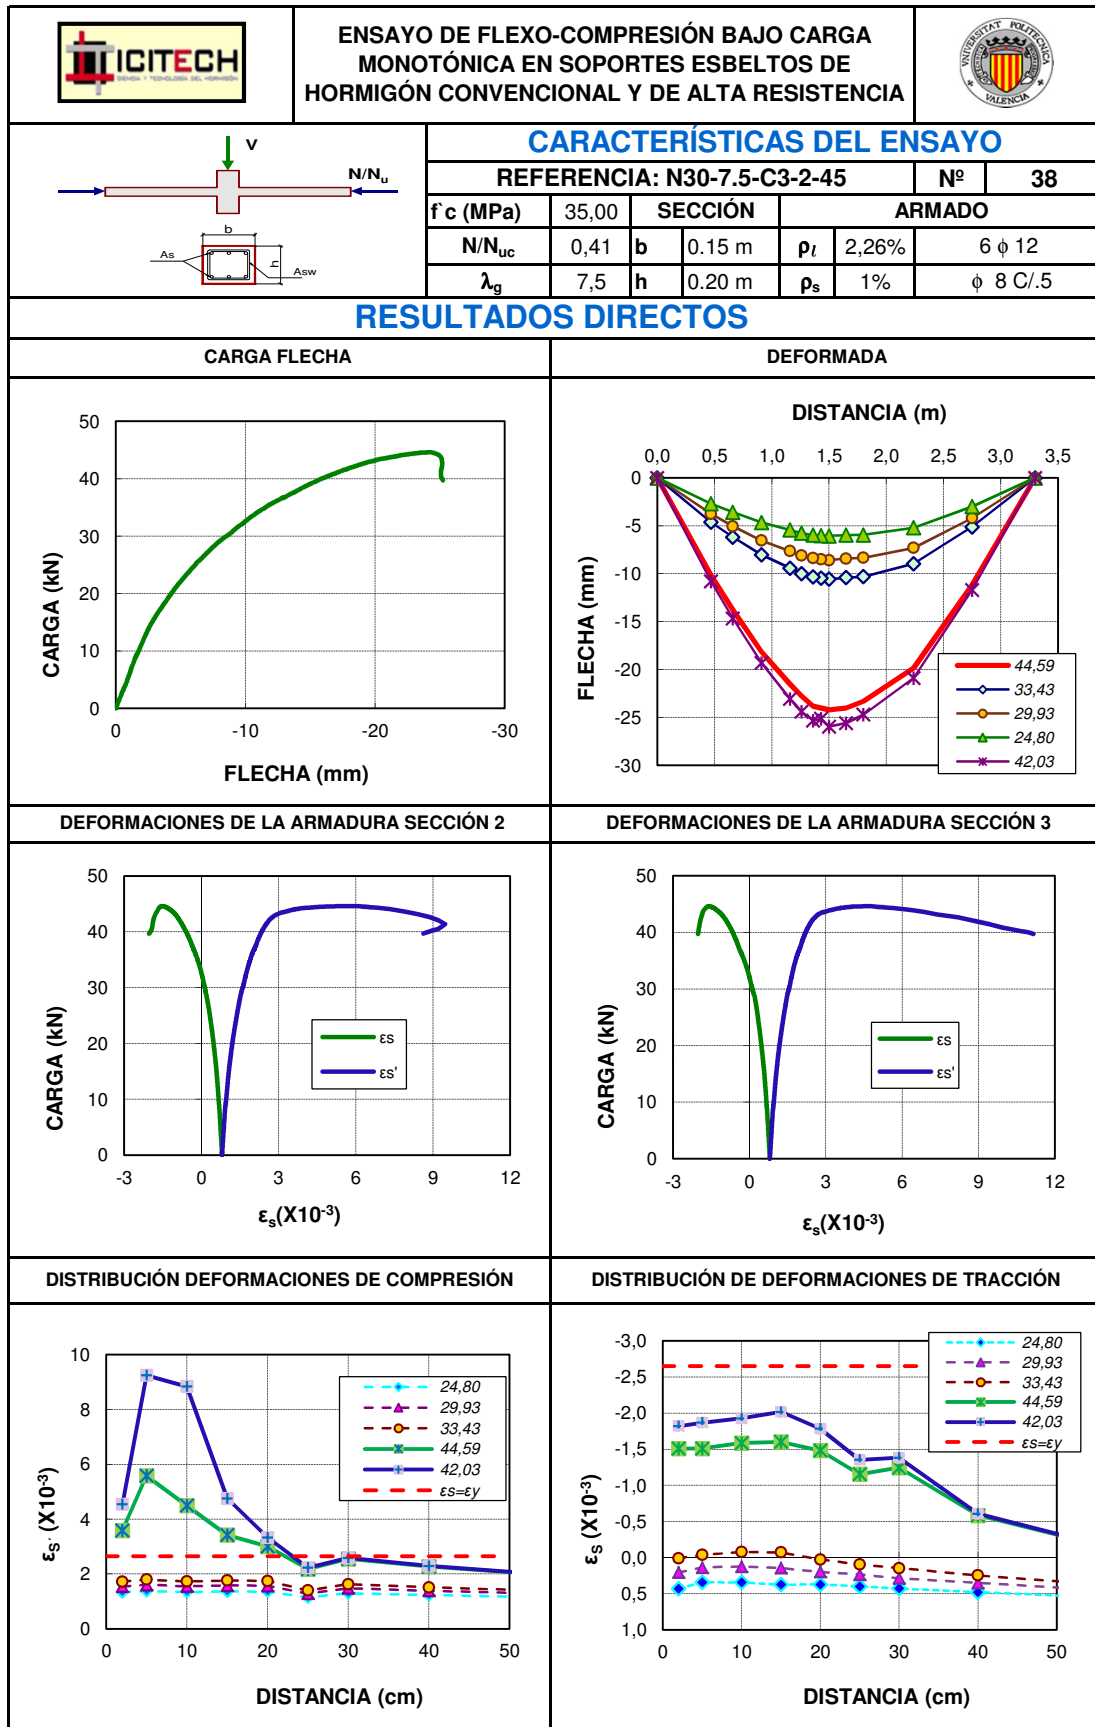 ICITECH
CIENCIA Y TECNOLOGÍA DEL HORMIGÓN
ENSAYO DE FLEXO-COMPRESIÓN BAJO CARGA
MONOTÓNICA EN SOPORTES ESBELTOS DE
HORMIGÓN CONVENCIONAL Y DE ALTA RESISTENCIA
UNIVERSITAT POLITECNICA
VALENCIA
V
N/Nu
b
As
h
Asw
CARACTERÍSTICAS DEL ENSAYO
REFERENCIA: N30-7.5-C3-2-45 Nº 38
f`c (MPa) 35,00 SECCIÓN ARMADO
N/Nuc 0,41 b 0.15 m ρl 2,26% 6 ϕ 12
λg 7,5 h 0.20 m ρs 1% ϕ 8 C/.5
RESULTADOS DIRECTOS
CARGA FLECHA
50
40
30
20
10
0
0 -10 -20 -30
CARGA (kN)
FLECHA (mm)
DEFORMADA
DISTANCIA (m)
0,0 0,5 1,0 1,5 2,0 2,5 3,0 3,5
0
-5
-10
-15
-20
-25
-30
FLECHA (mm)
44,59
33,43
29,93
24,80
42,03
DEFORMACIONES DE LA ARMADURA SECCIÓN 2
50
40
30
20
10
0
-3 0 3 6 9 12
CARGA (kN)
εs
εs'
εs(X10-3)
DEFORMACIONES DE LA ARMADURA SECCIÓN 3
50
40
30
20
10
0
-3 0 3 6 9 12
CARGA (kN)
εs
εs'
εs(X10-3)
DISTRIBUCIÓN DEFORMACIONES DE COMPRESIÓN
10
8
6
4
2
0
0 10 20 30 40 50
εs' (X10-3)
24,80
29,93
33,43
44,59
42,03
εs=εy
DISTANCIA (cm)
DISTRIBUCIÓN DE DEFORMACIONES DE TRACCIÓN
-3,0
-2,5
-2,0
-1,5
-1,0
-0,5
0,0
0,5
1,0
0 10 20 30 40 50
εs (X10-3)
24,80
29,93
33,43
44,59
42,03
εs=εy
DISTANCIA (cm)